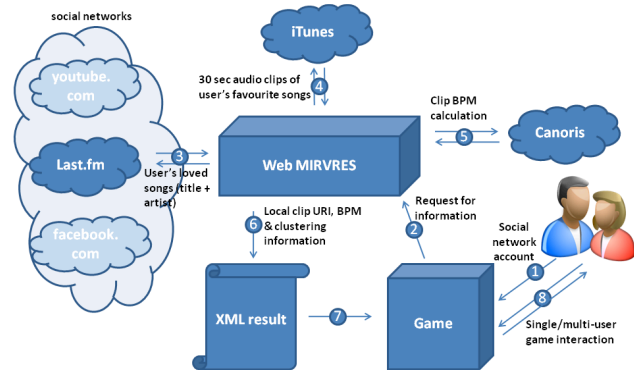 social networks
youtube.
com
Last.fm
facebook.
com
iTunes
30 sec audio clips of
user's favourite songs
4
3
User's loved
songs (title +
artist)
Web MIRVRES
Clip BPM
calculation
5
Canoris
6
Local clip URI, BPM
& clustering
information
Request for
information
2
Social
network
account
1
8
XML result
7
Game
Single/multi-user
game interaction